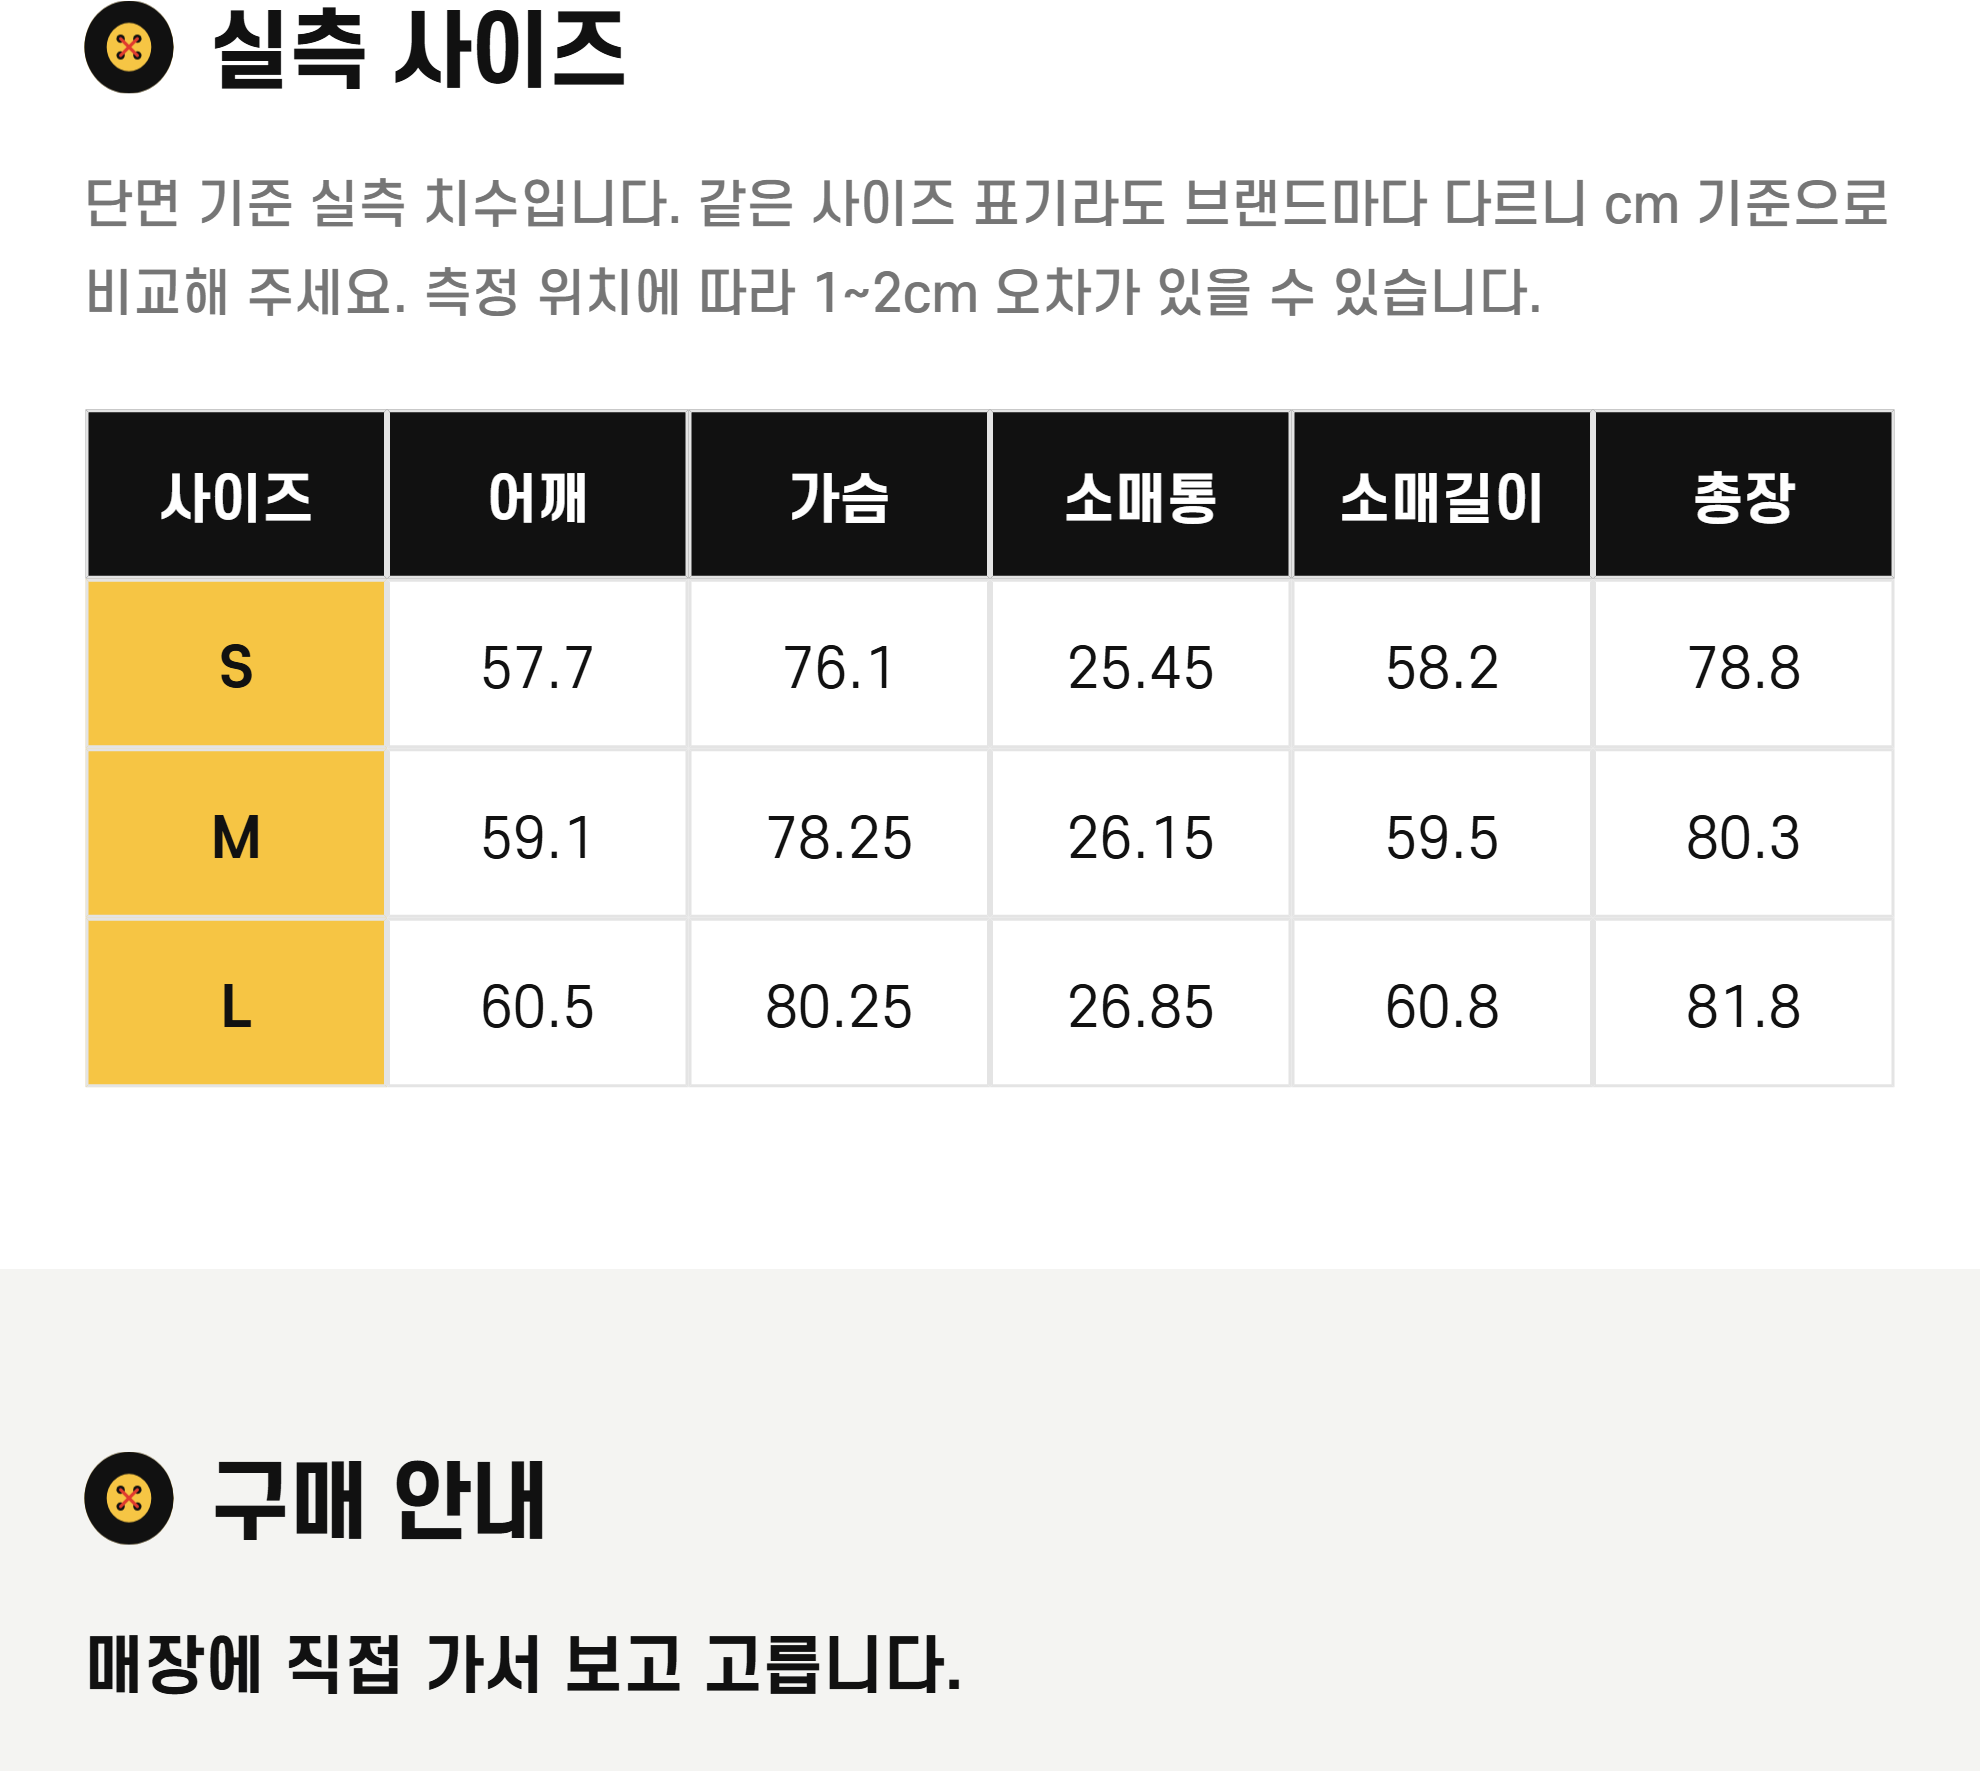 실측 사이즈
단면 기준 실측 치수입니다. 같은 사이즈 표기라도 브랜드마다 다르니 cm 기준으로
비교해 주세요. 측정 위치에 따라 1~2cm 오차가 있을 수 있습니다.
사이즈 어깨 가슴 소매통 소매길이 총장
S 57.7 76.1 25.45 58.2 78.8
M 59.1 78.25 26.15 59.5 80.3
L 60.5 80.25 26.85 60.8 81.8
구매 안내
매장에 직접 가서 보고 고릅니다.